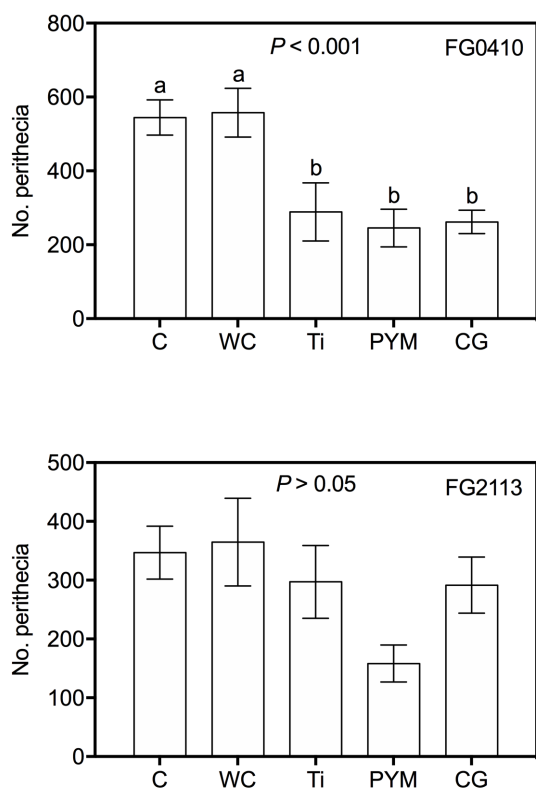 800
P < 0.001
FG0410
a
a
600
No. perithecia
400
b
b
b
200
0
C
WC
Ti
PYM
CG
500
P > 0.05
FG2113
400
300
No. perithecia
200
100
0
C
WC
Ti
PYM
CG